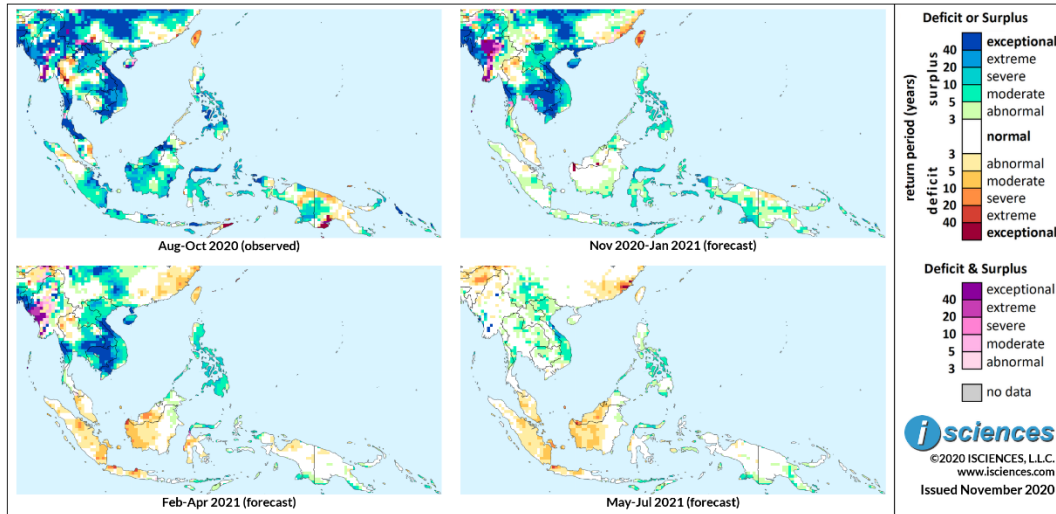 Aug-Oct 2020 (observed)
Nov 2020-Jan 2021 (forecast)
Feb-Apr 2021 (forecast)
May-Jul 2021 (forecast)
Deficit or Surplus
return period (years)
surplus
deficit
exceptional
40
extreme
20
severe
10
moderate
5
abnormal
3
normal
3
abnormal
5
moderate
10
severe
20
extreme
40
exceptional
Deficit & Surplus
exceptional
40
extreme
20
severe
10
moderate
5
abnormal
3
no data
i sciences
©2020 ISCIENCES, L.L.C.
www.isciences.com
Issued November 2020